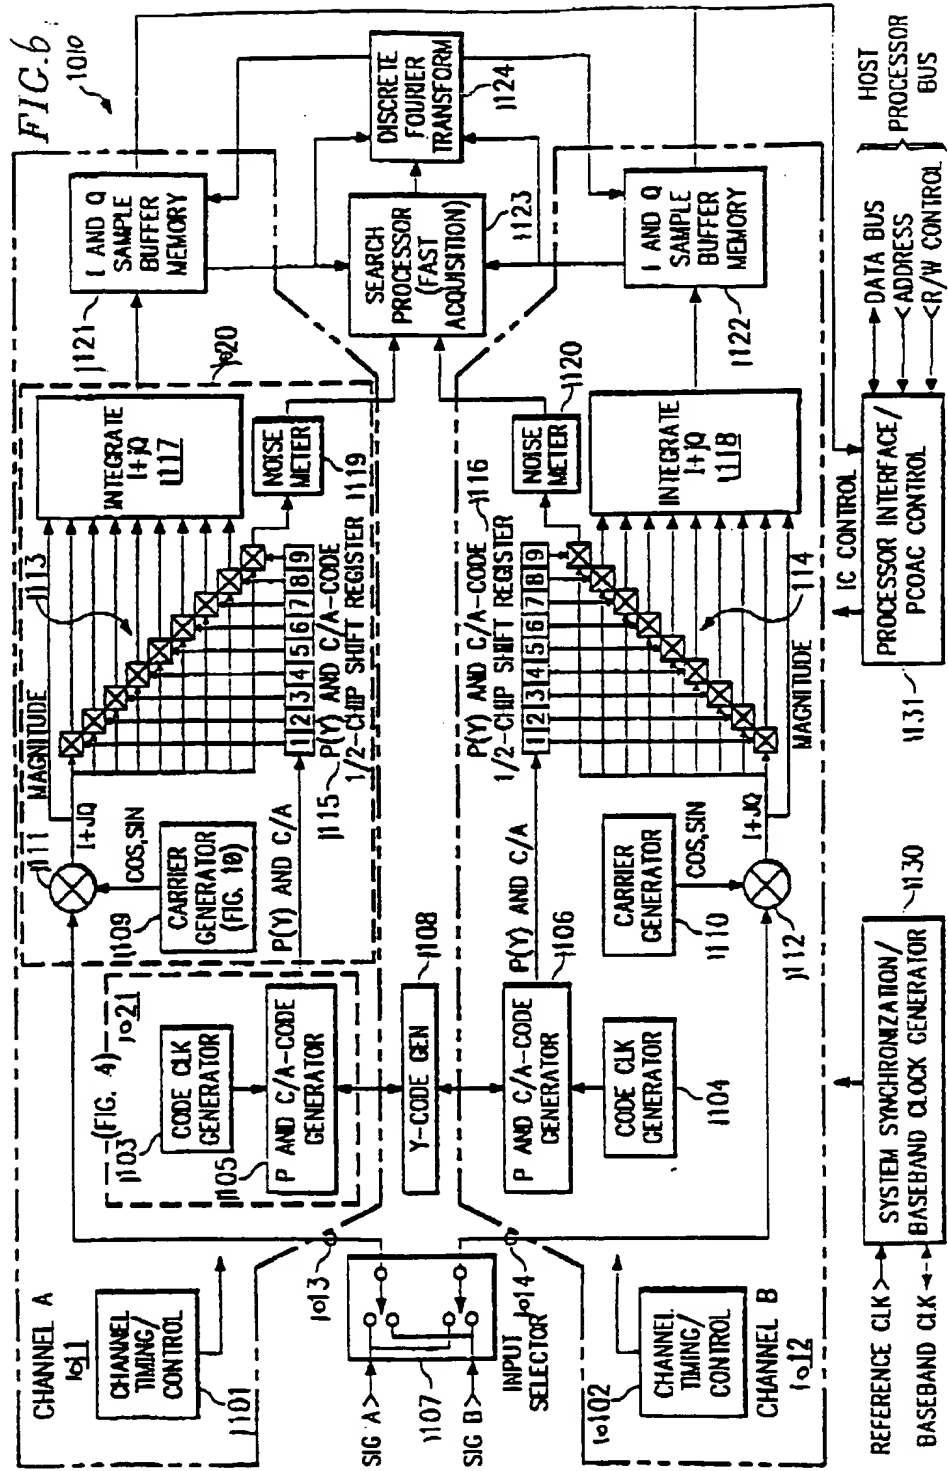 FIG. 6
1010
CHANNEL A
1011
CHANNEL
TIMING/
CONTROL
1101
(FIG. 4)
1021
1103
CODE CLK
GENERATOR
1105
P AND C/A-CODE
GENERATOR
1111
MAGNITUDE
I+JQ
COS,SIN
1109
CARRIER
GENERATOR
(FIG. 10)
P(Y) AND C/A
1113
1 2 3 4 5 6 7 8 9
1115
P(Y) AND C/A-CODE
1/2-CHIP SHIFT REGISTER
INTEGRATE
I+jQ
1117
NOISE
METER
1119
1020
1121
I AND Q
SAMPLE
BUFFER
MEMORY
SIG A
1107
SIG B
INPUT
SELECTOR
1013
1014
Y-CODE GEN
1108
SEARCH
PROCESSOR
(FAST
ACQUISITION)
1123
DISCRETE
FOURIER
TRANSFORM
1124
P AND C/A-CODE
GENERATOR
1106
CODE CLK
GENERATOR
1104
P(Y) AND C/A
P(Y) AND C/A-CODE
1/2-CHIP SHIFT REGISTER
1116
1 2 3 4 5 6 7 8 9
CARRIER
GENERATOR
1110
COS,SIN
I+JQ
1112
MAGNITUDE
1114
NOISE
METER
1120
INTEGRATE
I+jQ
1118
1122
I AND Q
SAMPLE
BUFFER
MEMORY
10102
CHANNEL
TIMING/
CONTROL
CHANNEL B
1012
REFERENCE CLK
BASEBAND CLK
SYSTEM SYNCHRONIZATION/
BASEBAND CLOCK GENERATOR
1130
1131
IC CONTROL
PROCESSOR INTERFACE/
PCOAC CONTROL
DATA BUS
ADDRESS
R/W CONTROL
HOST
PROCESSOR
BUS